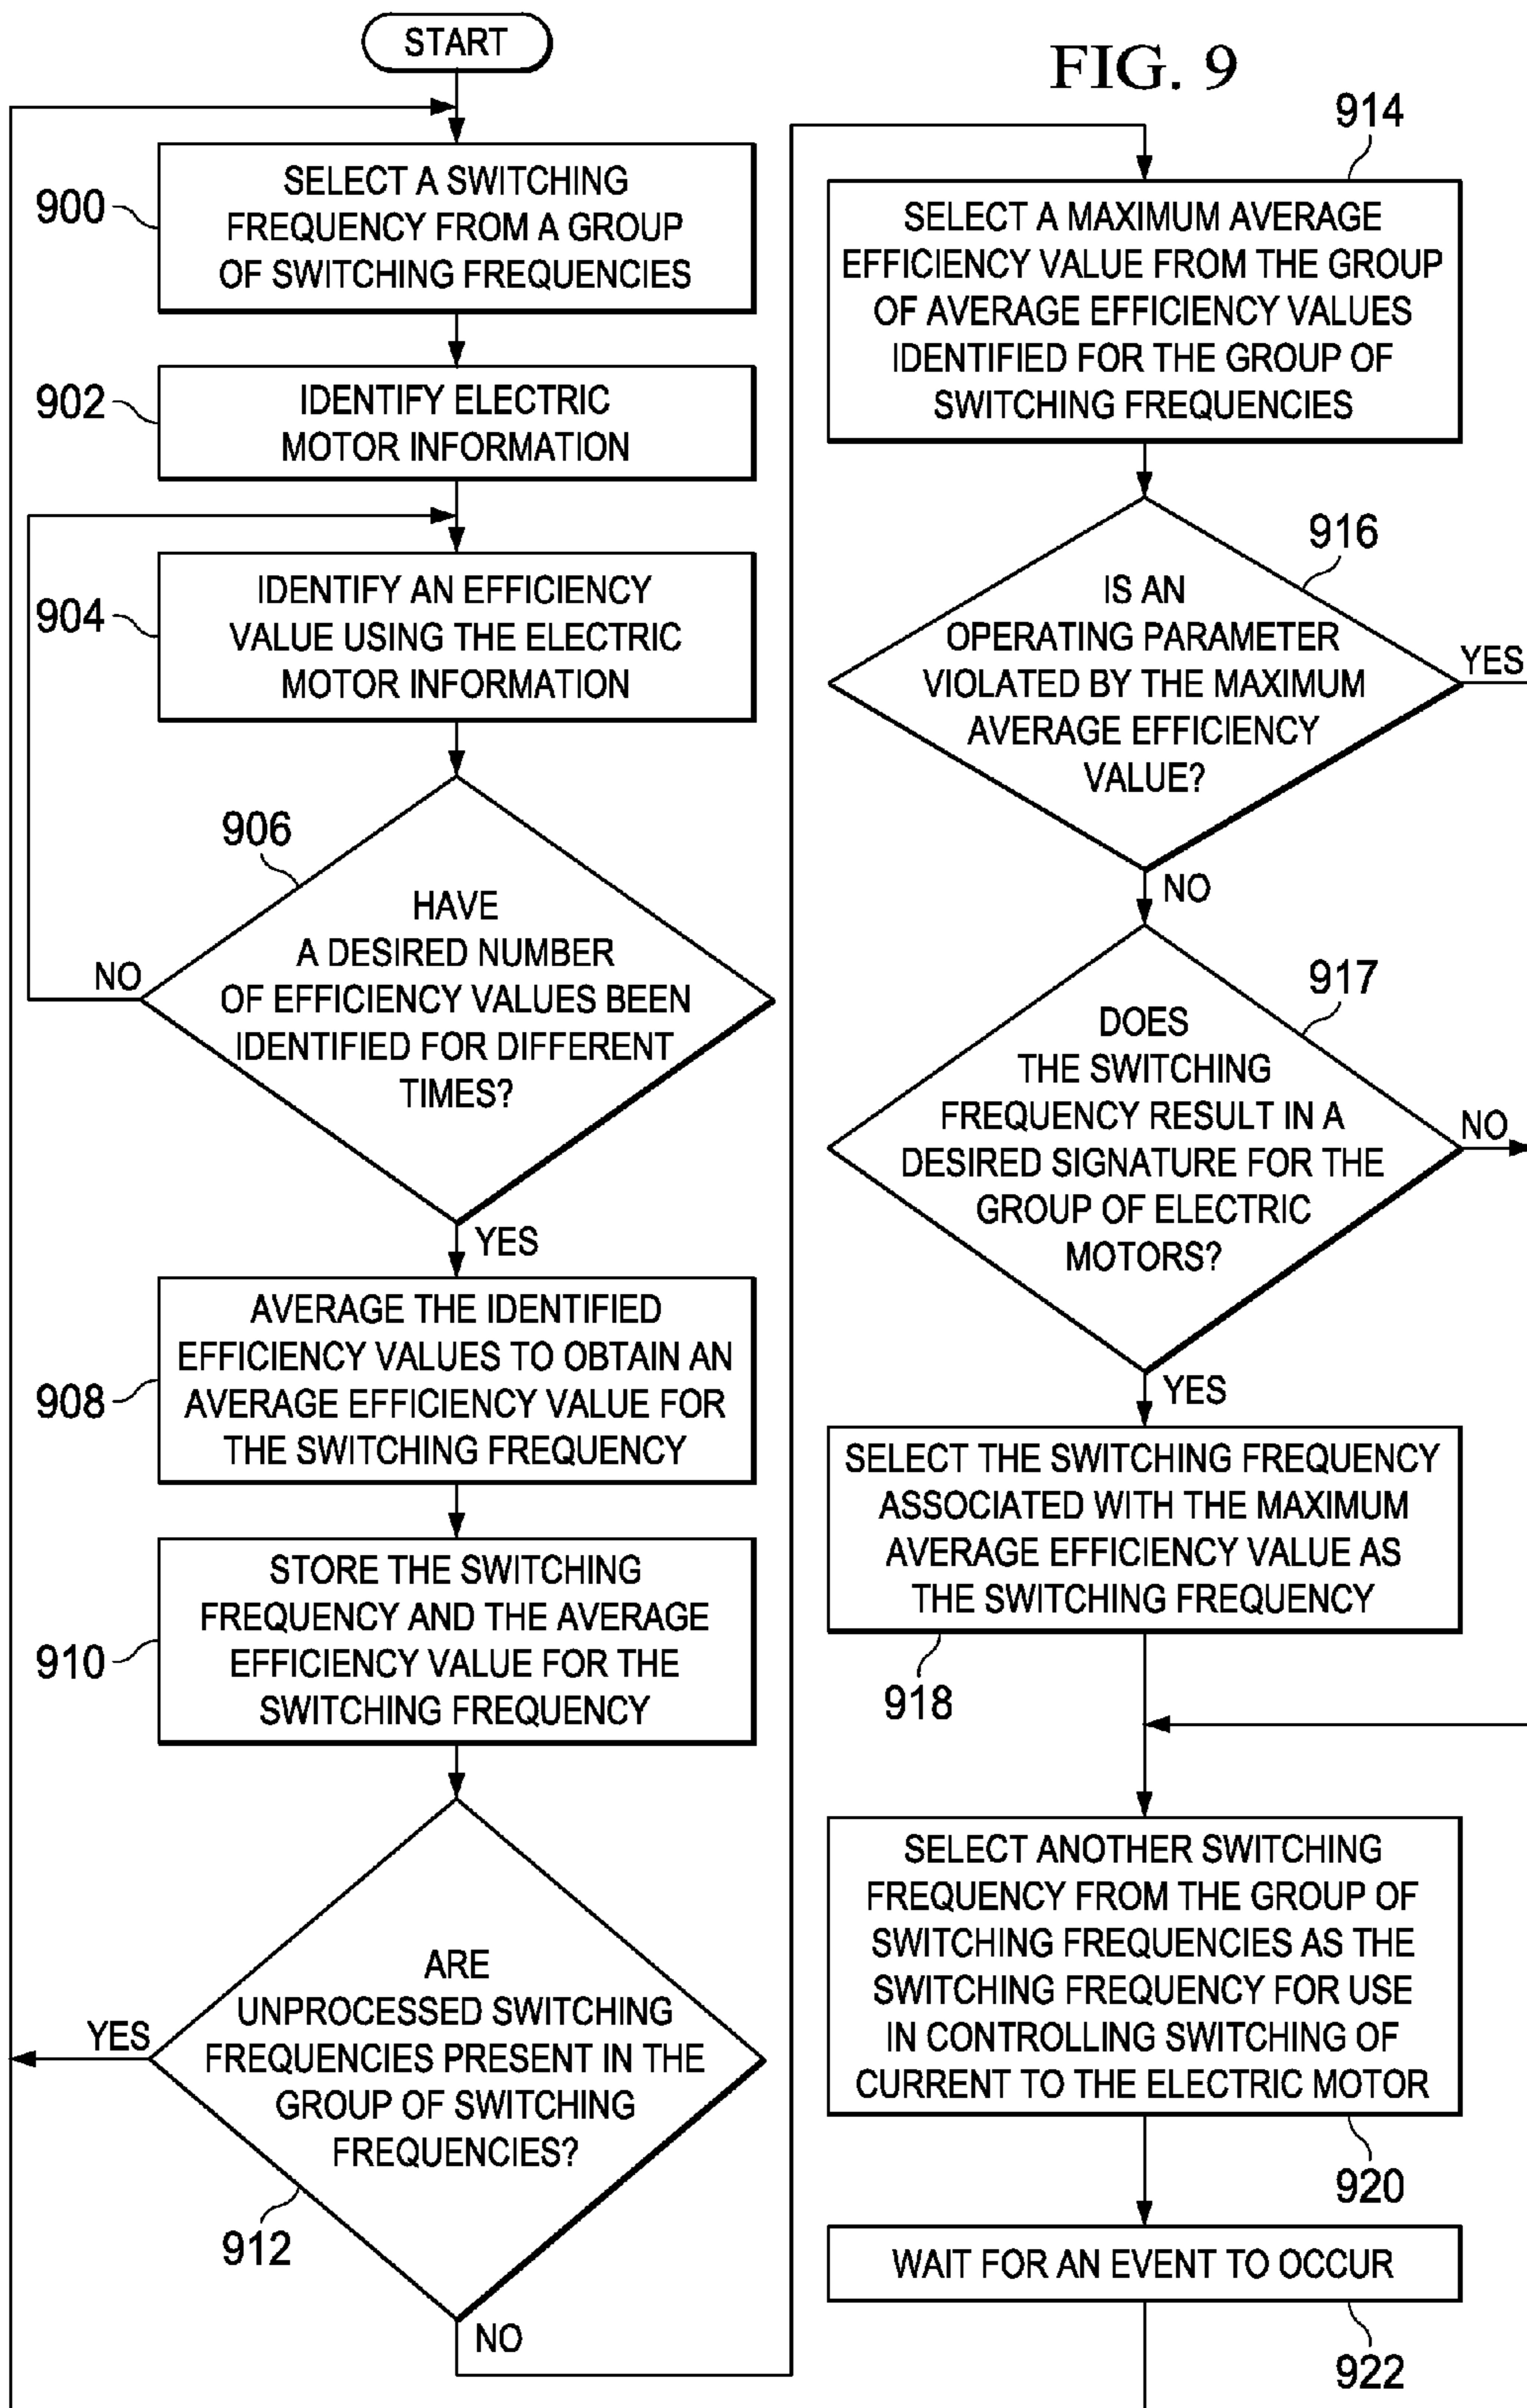 START
FIG. 9
900
SELECT A SWITCHING
FREQUENCY FROM A GROUP
OF SWITCHING FREQUENCIES
902
IDENTIFY ELECTRIC
MOTOR INFORMATION
904
IDENTIFY AN EFFICIENCY
VALUE USING THE ELECTRIC
MOTOR INFORMATION
906
HAVE
A DESIRED NUMBER
OF EFFICIENCY VALUES BEEN
IDENTIFIED FOR DIFFERENT
TIMES?
NO
YES
908
AVERAGE THE IDENTIFIED
EFFICIENCY VALUES TO OBTAIN AN
AVERAGE EFFICIENCY VALUE FOR
THE SWITCHING FREQUENCY
910
STORE THE SWITCHING
FREQUENCY AND THE AVERAGE
EFFICIENCY VALUE FOR THE
SWITCHING FREQUENCY
ARE
UNPROCESSED SWITCHING
FREQUENCIES PRESENT IN THE
GROUP OF SWITCHING
FREQUENCIES?
YES
912
NO
914
SELECT A MAXIMUM AVERAGE
EFFICIENCY VALUE FROM THE GROUP
OF AVERAGE EFFICIENCY VALUES
IDENTIFIED FOR THE GROUP OF
SWITCHING FREQUENCIES
916
IS AN
OPERATING PARAMETER
VIOLATED BY THE MAXIMUM
AVERAGE EFFICIENCY
VALUE?
YES
NO
917
DOES
THE SWITCHING
FREQUENCY RESULT IN A
DESIRED SIGNATURE FOR THE
GROUP OF ELECTRIC
MOTORS?
NO
YES
SELECT THE SWITCHING FREQUENCY
ASSOCIATED WITH THE MAXIMUM
AVERAGE EFFICIENCY VALUE AS
THE SWITCHING FREQUENCY
918
SELECT ANOTHER SWITCHING
FREQUENCY FROM THE GROUP OF
SWITCHING FREQUENCIES AS THE
SWITCHING FREQUENCY FOR USE
IN CONTROLLING SWITCHING OF
CURRENT TO THE ELECTRIC MOTOR
920
WAIT FOR AN EVENT TO OCCUR
922